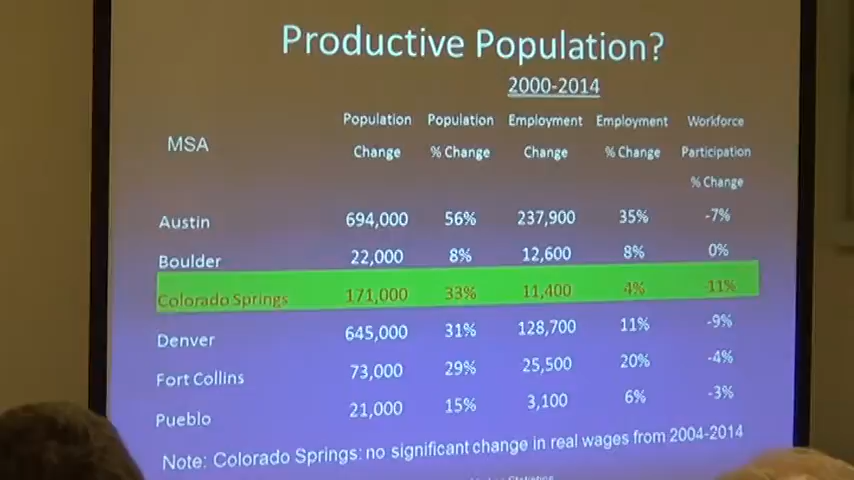 Productive Population?
2000-2014
MSA Population Change Population % Change Employment Change Employment % Change Workforce Participation % Change
Austin 694,000 56% 237,900 35% -7%
Boulder 22,000 8% 12,600 8% 0%
Colorado Springs 171,000 33% 11,400 4% -11%
Denver 645,000 31% 128,700 11% -9%
Fort Collins 73,000 29% 25,500 20% -4%
Pueblo 21,000 15% 3,100 6% -3%
Note: Colorado Springs: no significant change in real wages from 2004-2014
Statistics